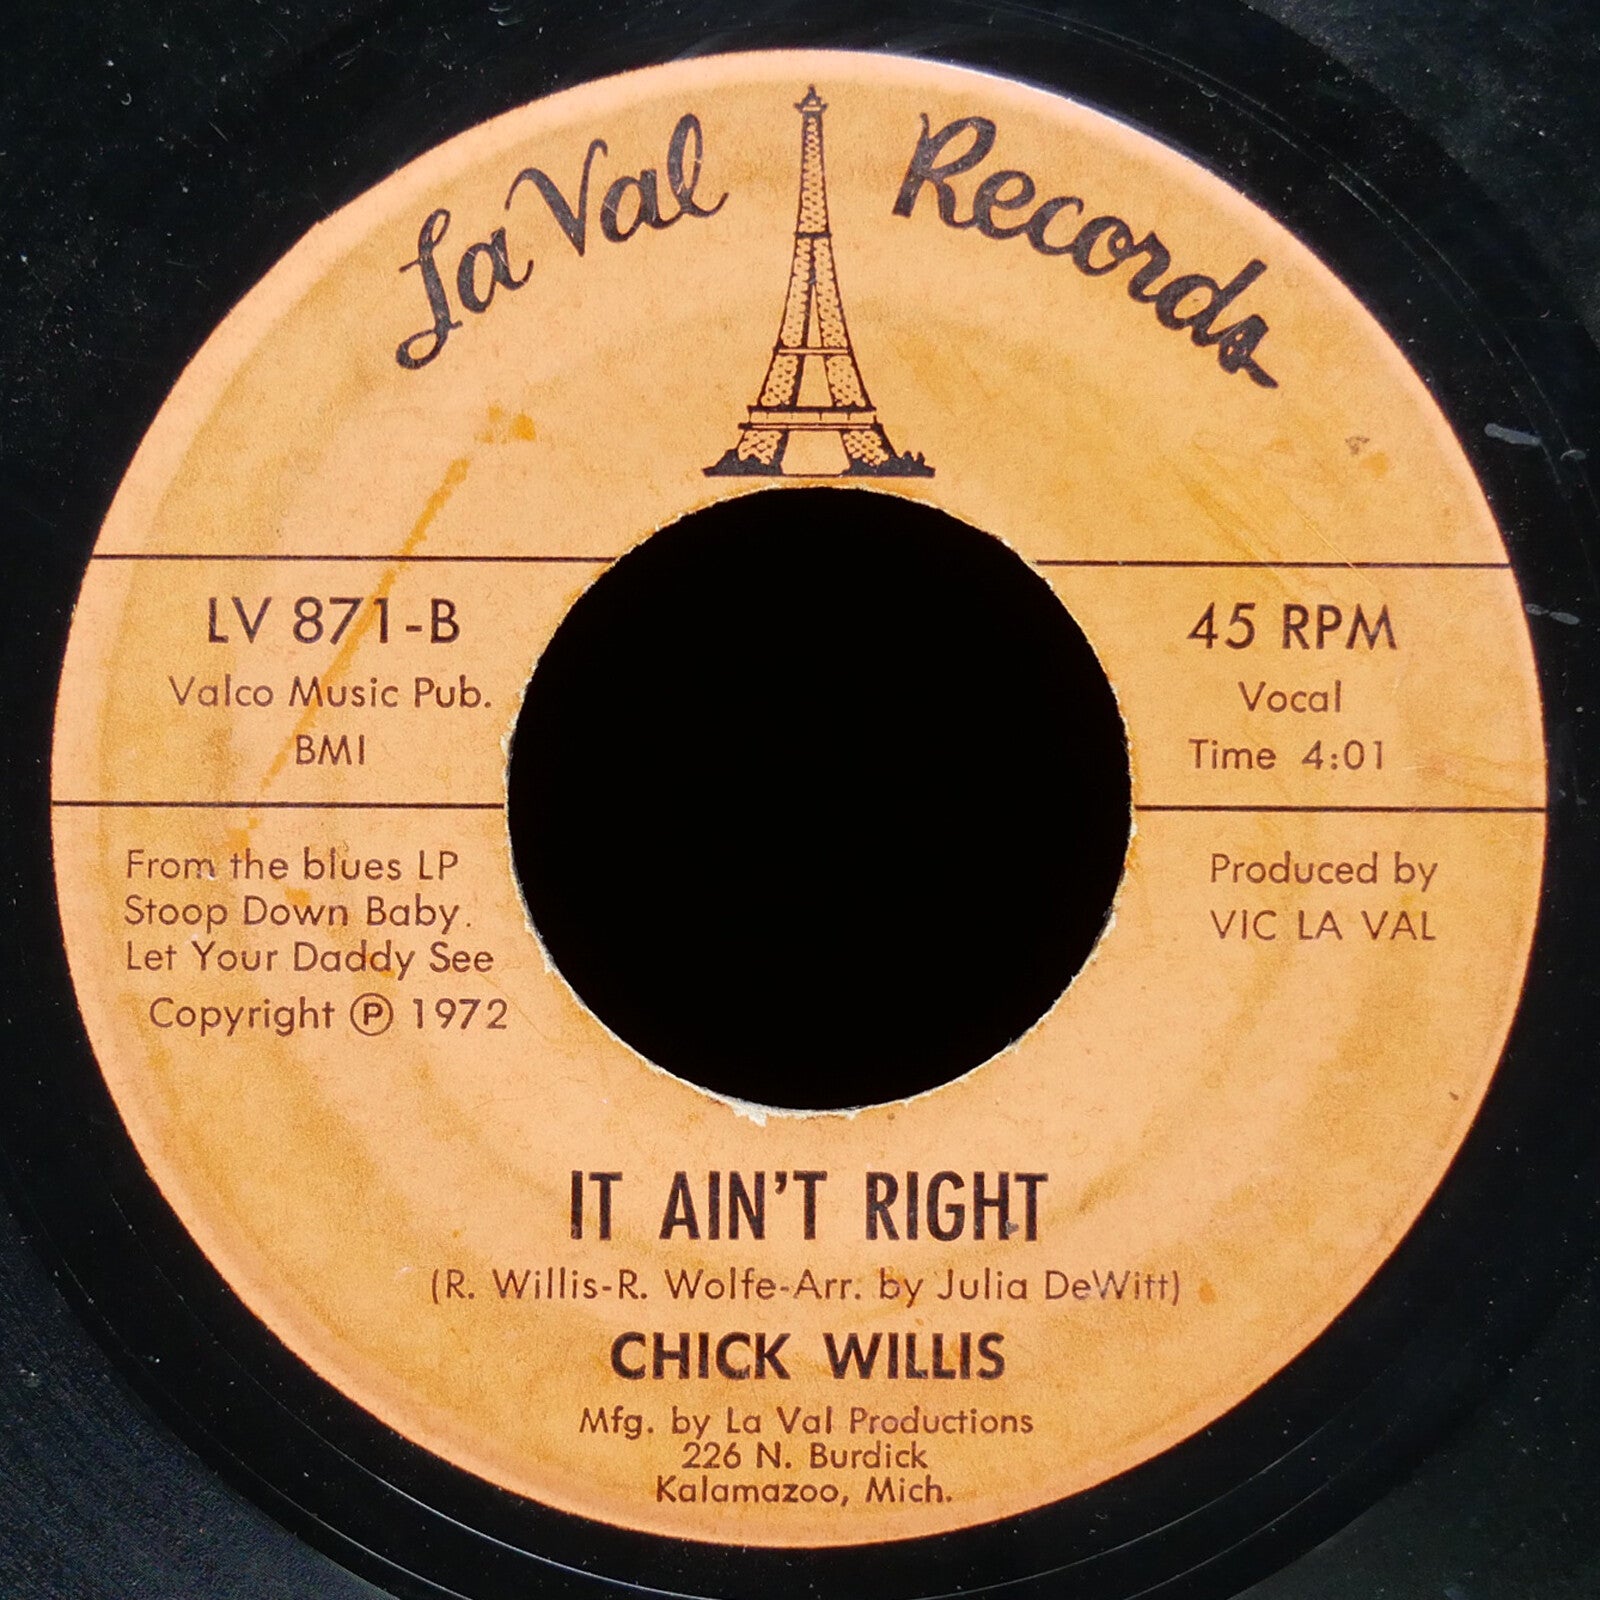 La Val Records
LV 871-B
Valco Music Pub.
BMI
45 RPM
Vocal
Time 4:01
From the blues LP
Stoop Down Baby.
Let Your Daddy See
Copyright Ⓟ 1972
Produced by
VIC LA VAL
IT AIN'T RIGHT
(R. Willis-R. Wolfe-Arr. by Julia DeWitt)
CHICK WILLIS
Mfg. by La Val Productions
226 N. Burdick
Kalamazoo, Mich.